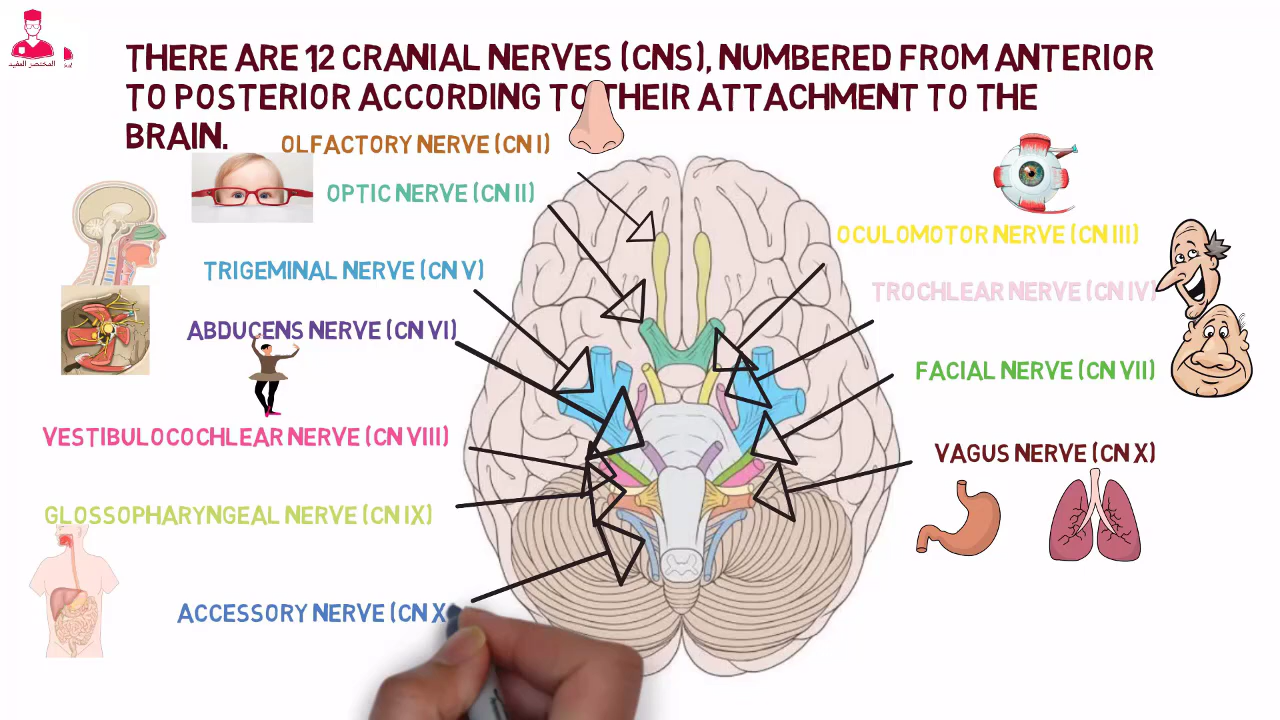 المختصر المفيد
THERE ARE 12 CRANIAL NERVES (CNS), NUMBERED FROM ANTERIOR
TO POSTERIOR ACCORDING TO THEIR ATTACHMENT TO THE
BRAIN.
OLFACTORY NERVE (CN I)
OPTIC NERVE (CN II)
OCULOMOTOR NERVE (CN III)
TRIGEMINAL NERVE (CN V)
TROCHLEAR NERVE (CN IV)
ABDUCENS NERVE (CN VI)
FACIAL NERVE (CN VII)
VESTIBULOCOCHLEAR NERVE (CN VIII)
VAGUS NERVE (CN X)
GLOSSOPHARYNGEAL NERVE (CN IX)
ACCESSORY NERVE (CN X